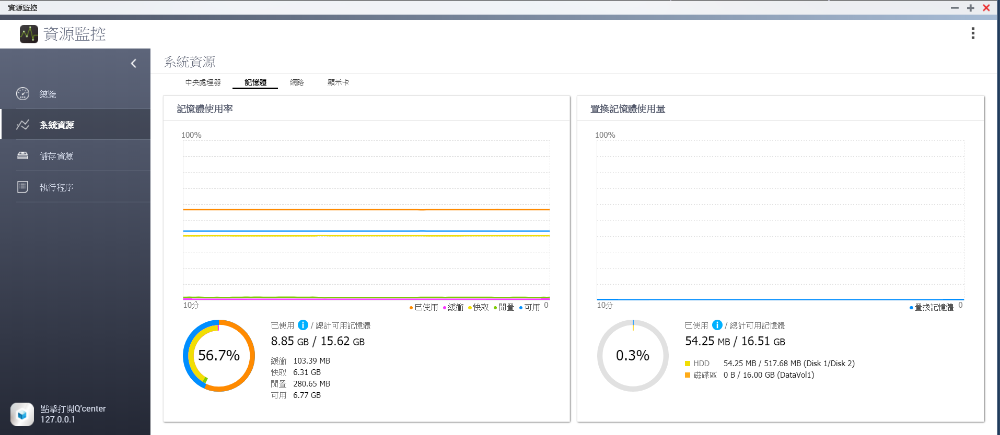 資源監控
資源監控
總覽
系統資源
儲存資源
執行程序
點擊打開Q'center
127.0.0.1
系統資源
中央處理器 記憶體 網路 顯示卡
記憶體使用率
100%
10分 0
已使用 緩衝 快取 閒置 可用
56.7%
已使用 i / 總計可用記憶體
8.85 GB / 15.62 GB
緩衝 103.39 MB
快取 6.31 GB
閒置 280.65 MB
可用 6.77 GB
置換記憶體使用量
100%
10分 0
置換記憶體
0.3%
已使用 i / 總計可用記憶體
54.25 MB / 16.51 GB
HDD 54.25 MB / 517.68 MB (Disk 1/Disk 2)
磁碟區 0 B / 16.00 GB (DataVol1)